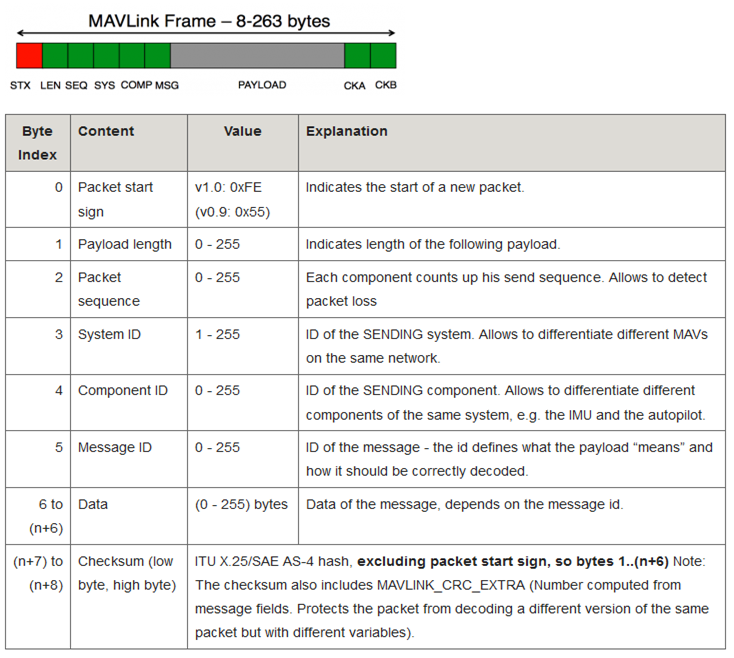 MAVLink Frame – 8-263 bytes
STX LEN SEQ SYS COMP MSG PAYLOAD CKA CKB
Byte Index Content Value Explanation
0 Packet start sign v1.0: 0xFE (v0.9: 0x55) Indicates the start of a new packet.
1 Payload length 0 - 255 Indicates length of the following payload.
2 Packet sequence 0 - 255 Each component counts up his send sequence. Allows to detect
packet loss
3 System ID 1 - 255 ID of the SENDING system. Allows to differentiate different MAVs
on the same network.
4 Component ID 0 - 255 ID of the SENDING component. Allows to differentiate different
components of the same system, e.g. the IMU and the autopilot.
5 Message ID 0 - 255 ID of the message - the id defines what the payload “means” and
how it should be correctly decoded.
6 to (n+6) Data (0 - 255) bytes Data of the message, depends on the message id.
(n+7) to (n+8) Checksum (low byte, high byte) ITU X.25/SAE AS-4 hash, excluding packet start sign, so bytes 1..(n+6) Note:
The checksum also includes MAVLINK_CRC_EXTRA (Number computed from
message fields. Protects the packet from decoding a different version of the same
packet but with different variables).